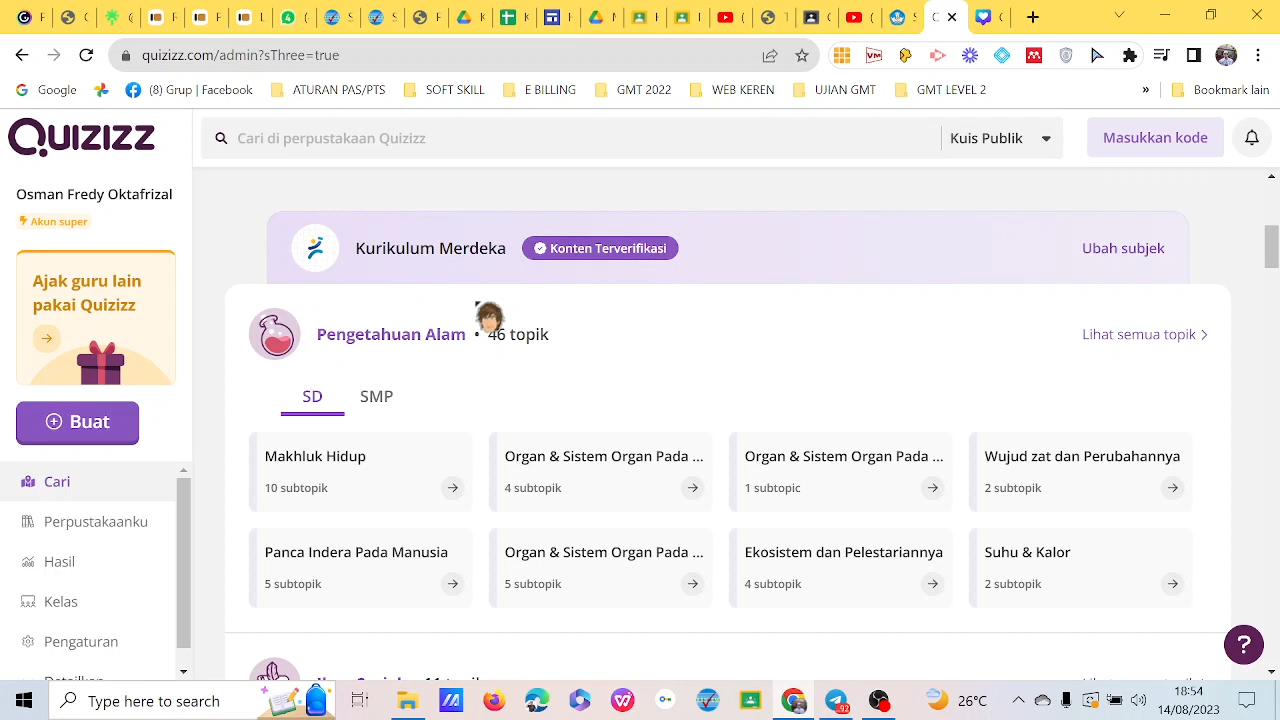 quizizz.com/admin?sThree=true
Google
(8) Grup | Facebook
ATURAN PAS/PTS
SOFT SKILL
E BILLING
GMT 2022
WEB KEREN
UJIAN GMT
GMT LEVEL 2
»
Bookmark lain
QUIZIZZ
Cari di perpustakaan Quizizz
Kuis Publik
Masukkan kode
Osman Fredy Oktafrizal
Akun super
Ajak guru lain
pakai Quizizz
Buat
Cari
Perpustakaanku
Hasil
Kelas
Pengaturan
Kurikulum Merdeka
Konten Terverifikasi
Ubah subjek
Pengetahuan Alam • 46 topik
Lihat semua topik
SD
SMP
Makhluk Hidup
10 subtopik
Organ & Sistem Organ Pada ...
4 subtopik
Organ & Sistem Organ Pada ...
1 subtopic
Wujud zat dan Perubahannya
2 subtopik
Panca Indera Pada Manusia
5 subtopik
Organ & Sistem Organ Pada ...
5 subtopik
Ekosistem dan Pelestariannya
4 subtopik
Suhu & Kalor
2 subtopik
?
Type here to search
92
26°C
18:54
14/08/2023